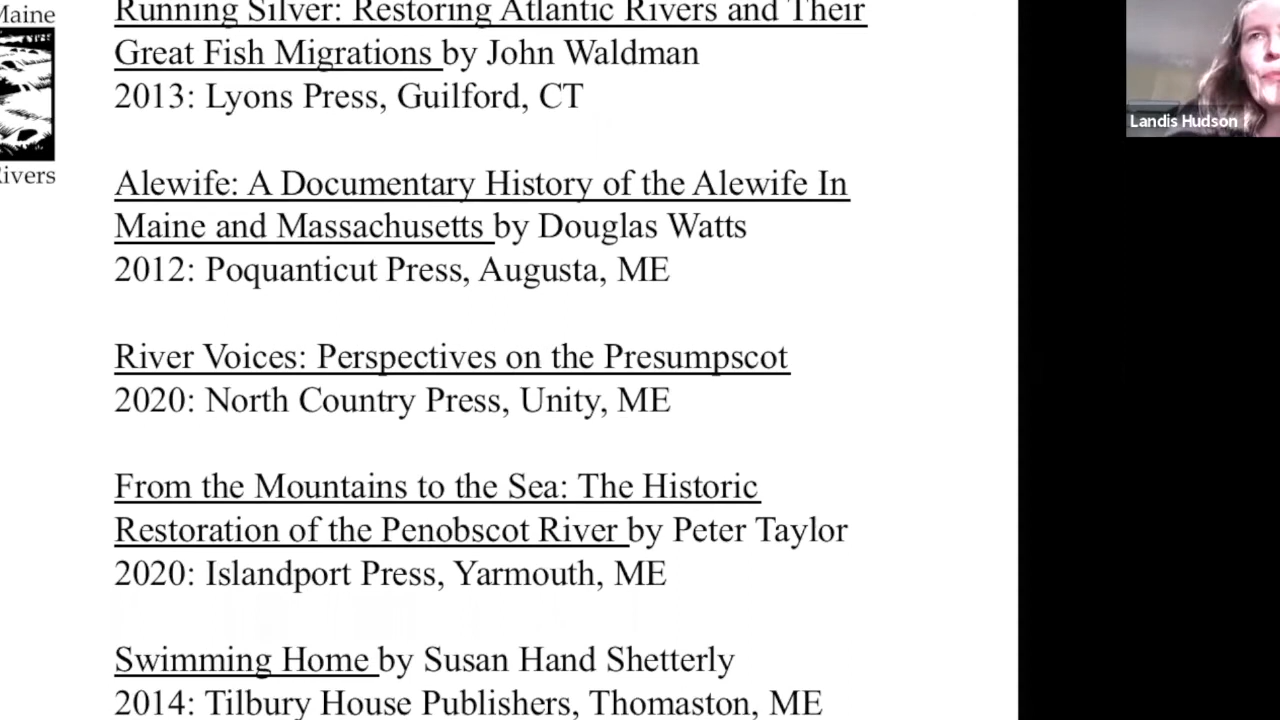 Maine
Rivers
Running Silver: Restoring Atlantic Rivers and Their
Great Fish Migrations by John Waldman
2013: Lyons Press, Guilford, CT
Alewife: A Documentary History of the Alewife In
Maine and Massachusetts by Douglas Watts
2012: Poquanticut Press, Augusta, ME
River Voices: Perspectives on the Presumpscot
2020: North Country Press, Unity, ME
From the Mountains to the Sea: The Historic
Restoration of the Penobscot River by Peter Taylor
2020: Islandport Press, Yarmouth, ME
Swimming Home by Susan Hand Shetterly
2014: Tilbury House Publishers, Thomaston, ME
Landis Hudson